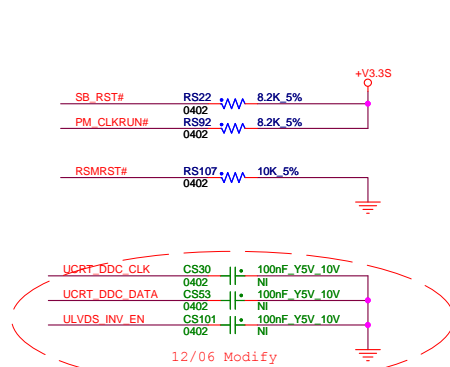 +V3.3S
SB_RST# RS22 8.2K_5%
0402
PM_CLKRUN# RS92 8.2K_5%
0402
RSMRST# RS107 10K_5%
0402
UCRT_DDC_CLK CS30 100nF_Y5V_10V
0402 NI
UCRT_DDC_DATA CS53 100nF_Y5V_10V
0402 NI
ULVDS_INV_EN CS101 100nF_Y5V_10V
0402 NI
12/06 Modify